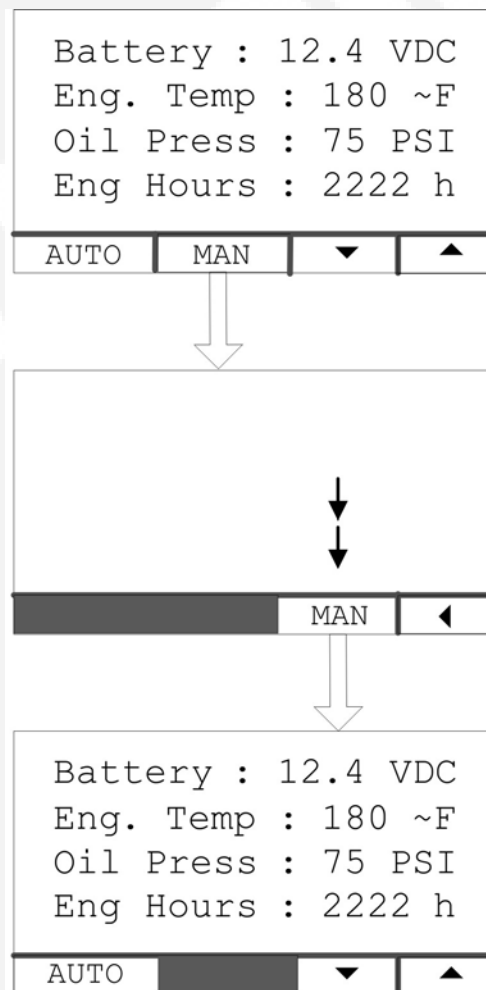 Battery : 12.4 VDC
Eng. Temp : 180 ~F
Oil Press : 75 PSI
Eng Hours : 2222 h
AUTO MAN
MAN
Battery : 12.4 VDC
Eng. Temp : 180 ~F
Oil Press : 75 PSI
Eng Hours : 2222 h
AUTO